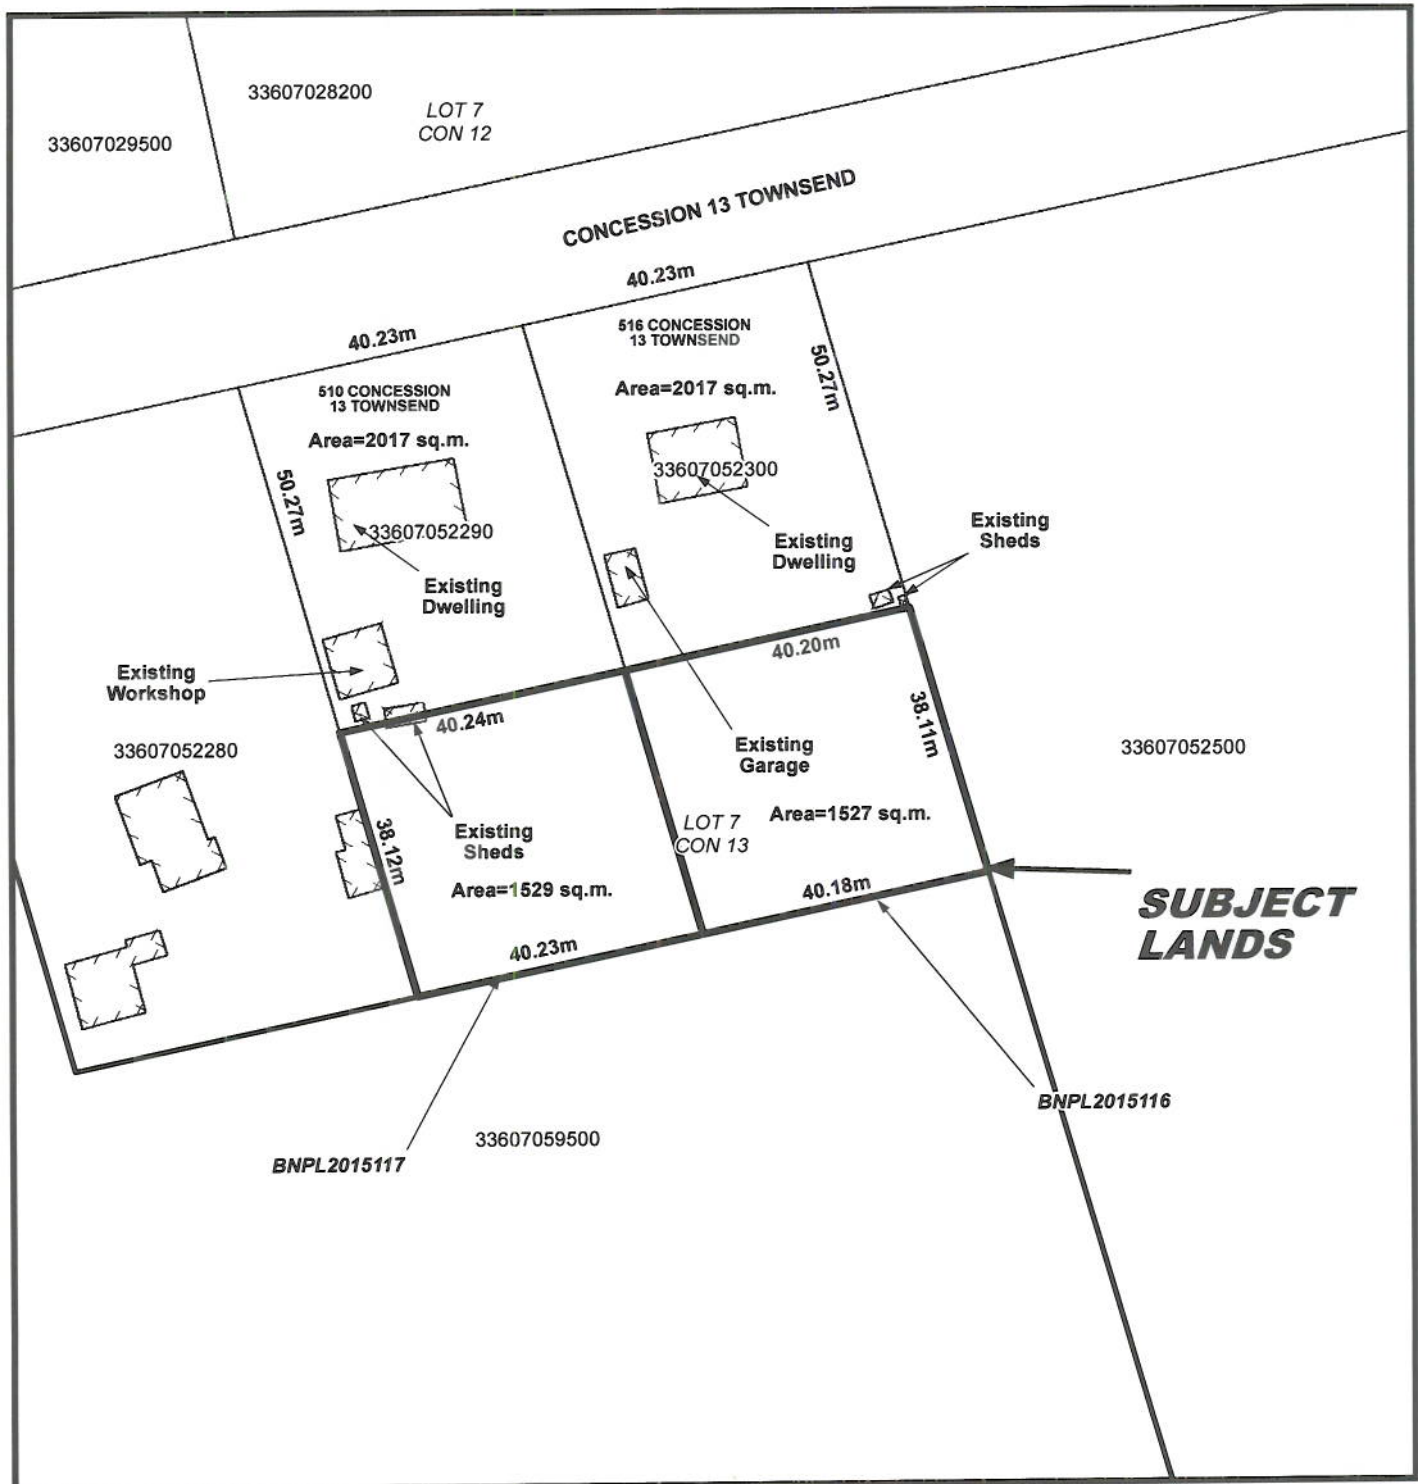 33607028200
LOT 7
CON 12
33607029500
CONCESSION 13 TOWNSEND
40.23m
40.23m
516 CONCESSION
13 TOWNSEND
Area=2017 sq.m.
50.27m
510 CONCESSION
13 TOWNSEND
Area=2017 sq.m.
50.27m
33607052300
33607052290
Existing
Dwelling
Existing
Sheds
Existing
Dwelling
Existing
Workshop
40.20m
40.24m
38.11m
33607052280
Existing
Garage
33607052500
38.12m
Existing
Sheds
Area=1529 sq.m.
LOT 7
CON 13
Area=1527 sq.m.
40.18m
40.23m
SUBJECT
LANDS
BNPL2015116
33607059500
BNPL2015117